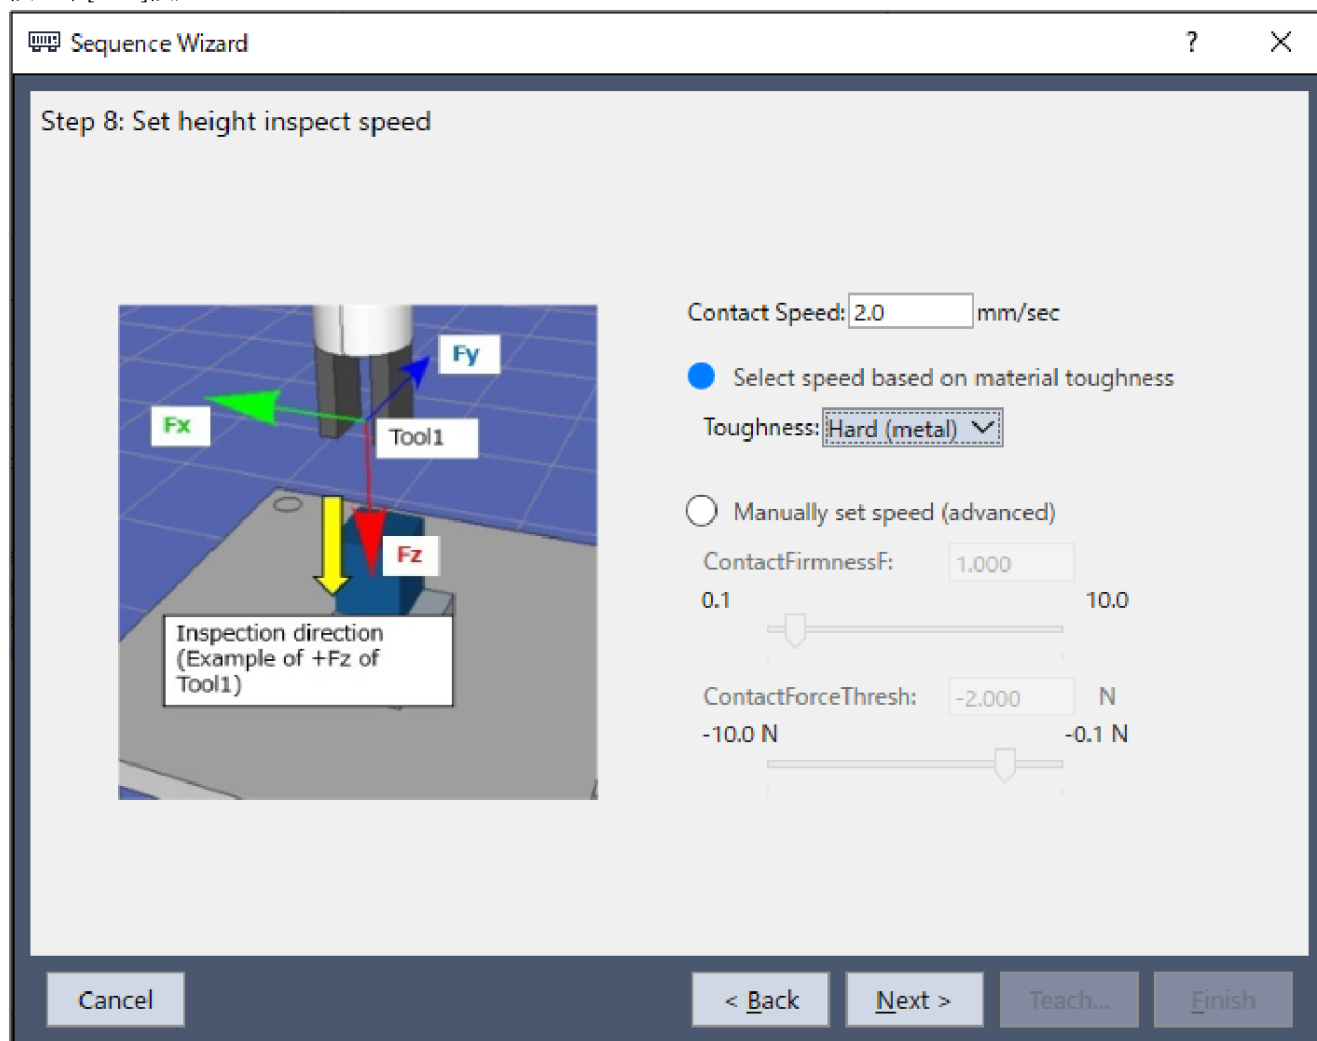 Sequence Wizard
?
Step 8: Set height inspect speed
Fy
Fx
Tool1
Fz
Inspection direction
(Example of +Fz of
Tool1)
Contact Speed: 2.0 mm/sec
Select speed based on material toughness
Toughness: Hard (metal)
Manually set speed (advanced)
ContactFirmnessF: 1.000
0.1 10.0
ContactForceThresh: -2.000 N
-10.0 N -0.1 N
Cancel
< Back
Next >
Teach...
Finish